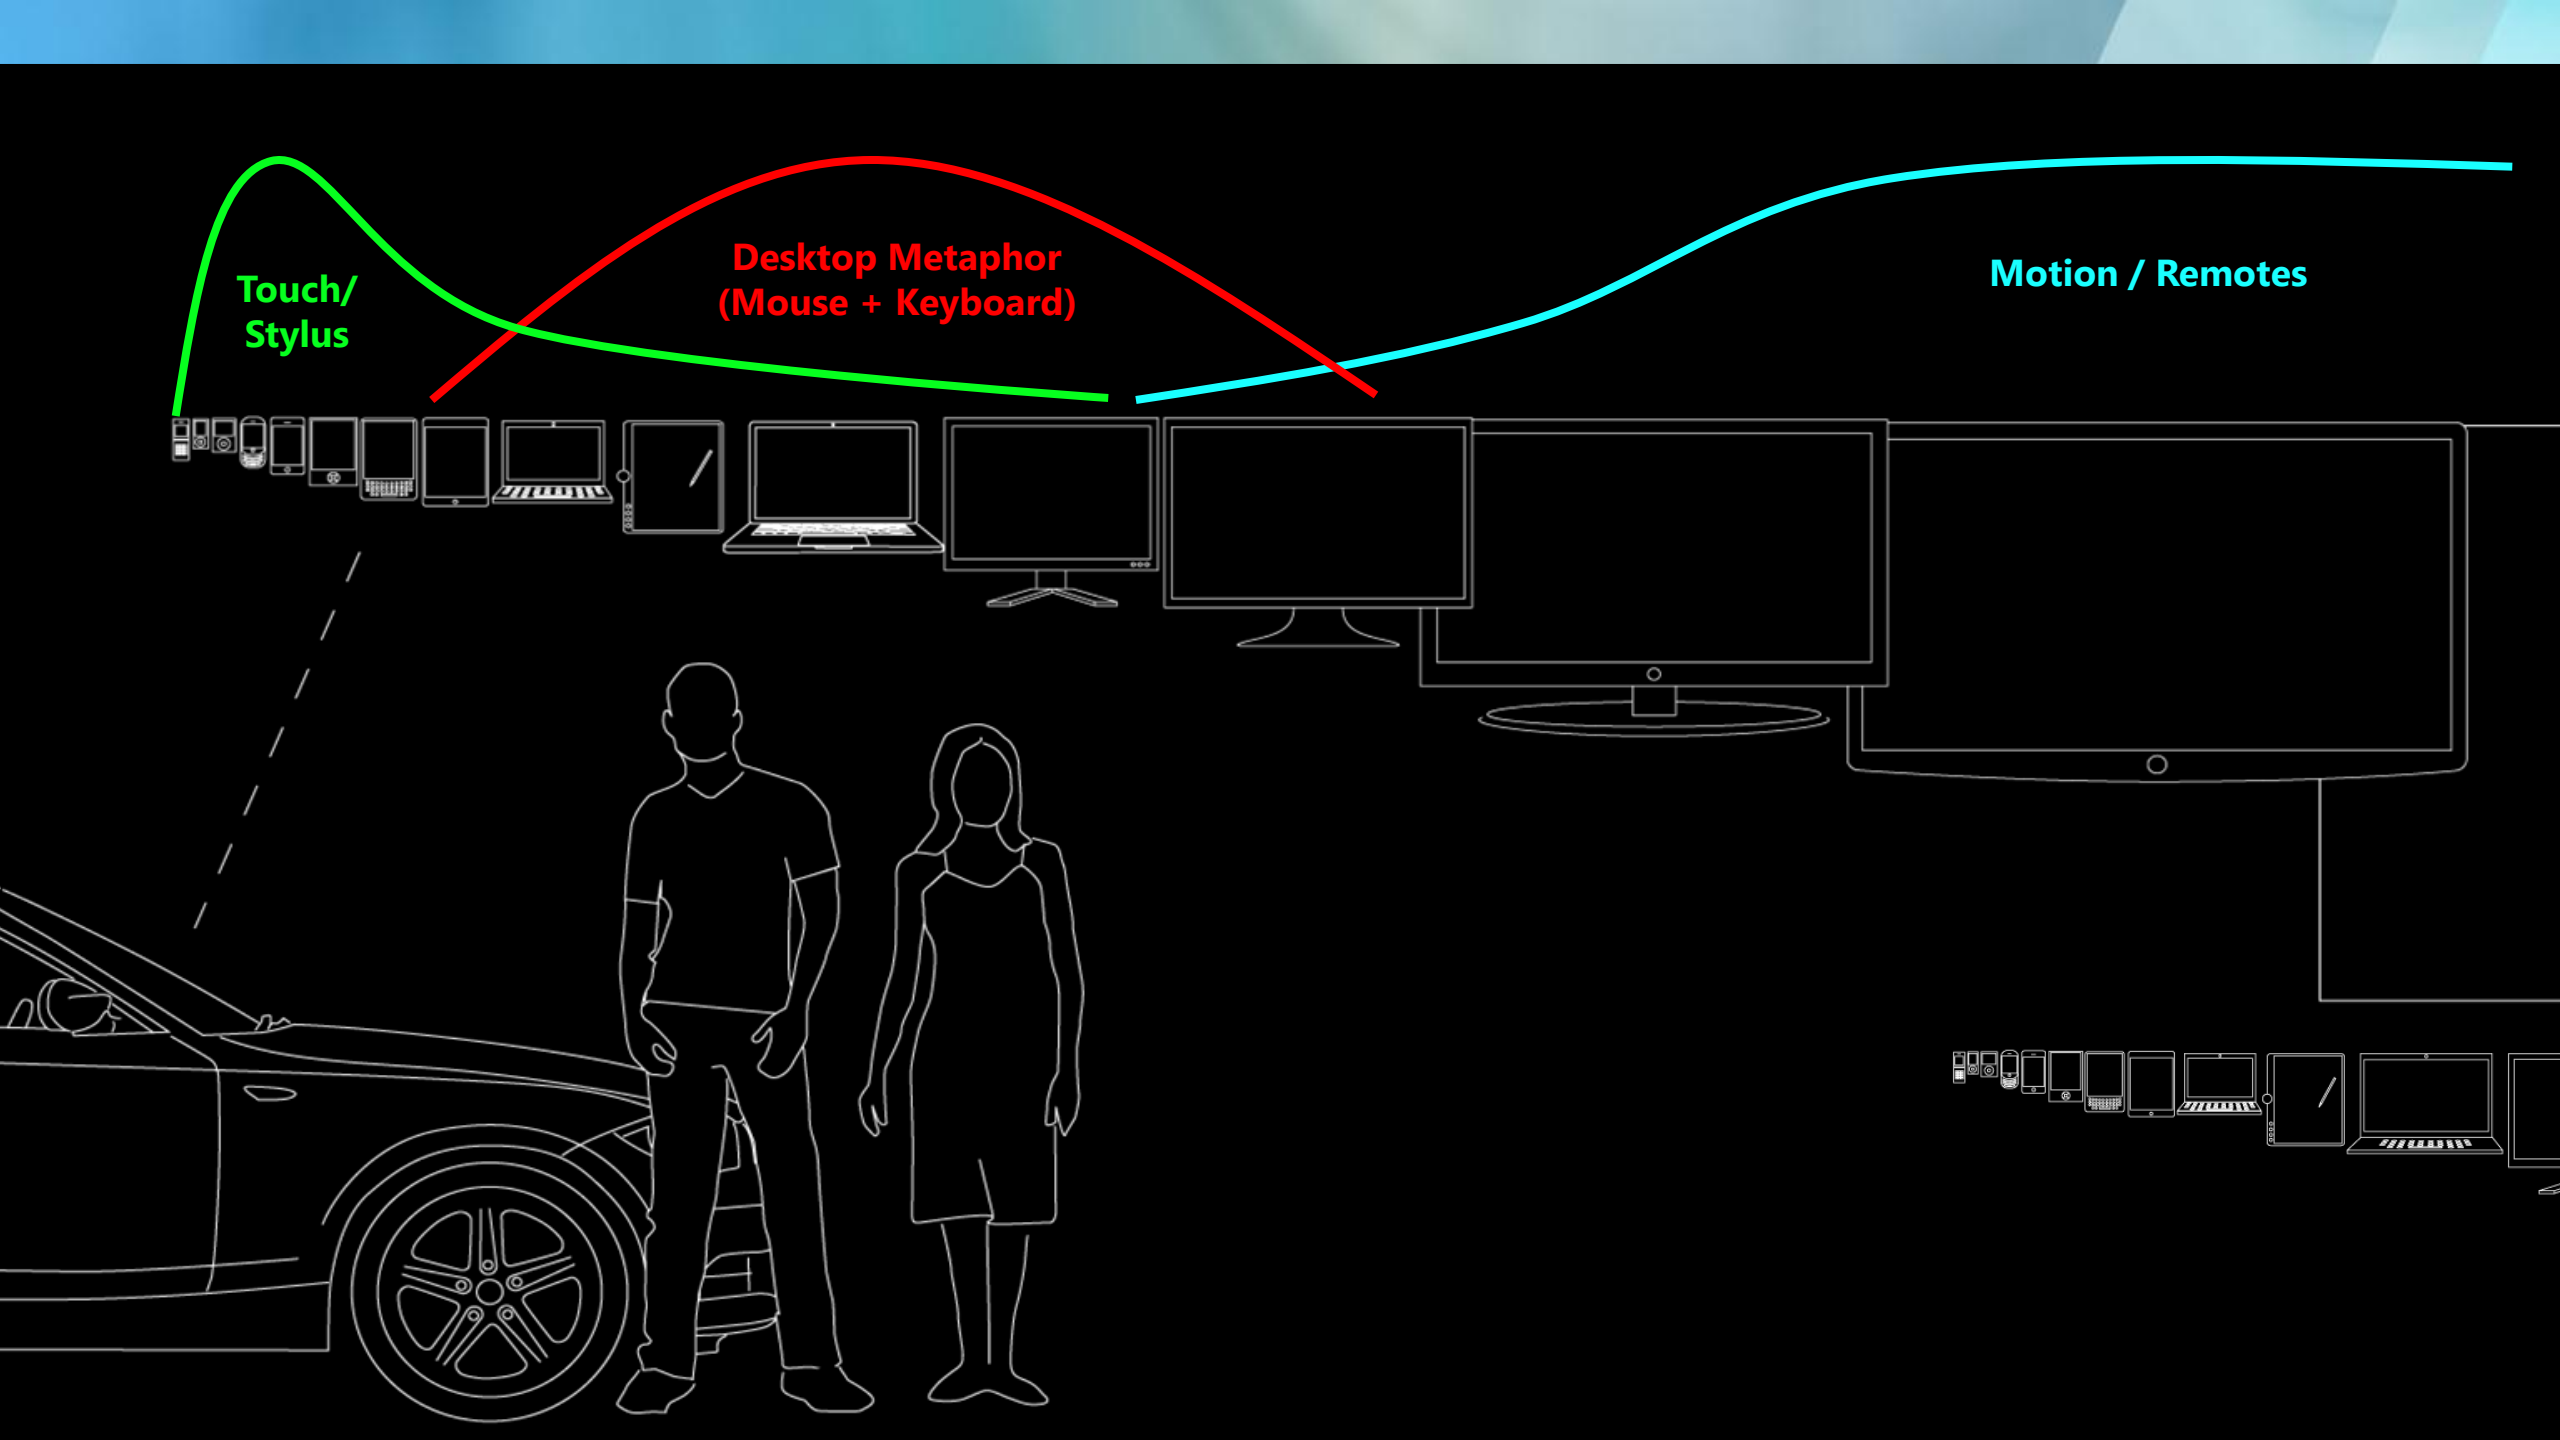 Touch/
Stylus
Desktop Metaphor
(Mouse + Keyboard)
Motion / Remotes